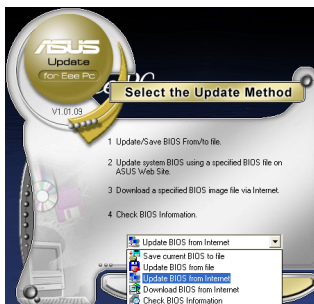 ASUS
Update
for Eee Pc
V1.01.09
Select the Update Method
1 Update/Save BIOS From/to file.
2 Update system BIOS using a specified BIOS file on
ASUS Web Site.
3 Download a specified BIOS image file via Internet.
4 Check BIOS Information.
Update BIOS from Internet
Save current BIOS to file
Update BIOS from file
Update BIOS from Internet
Download BIOS from Internet
Check BIOS Information